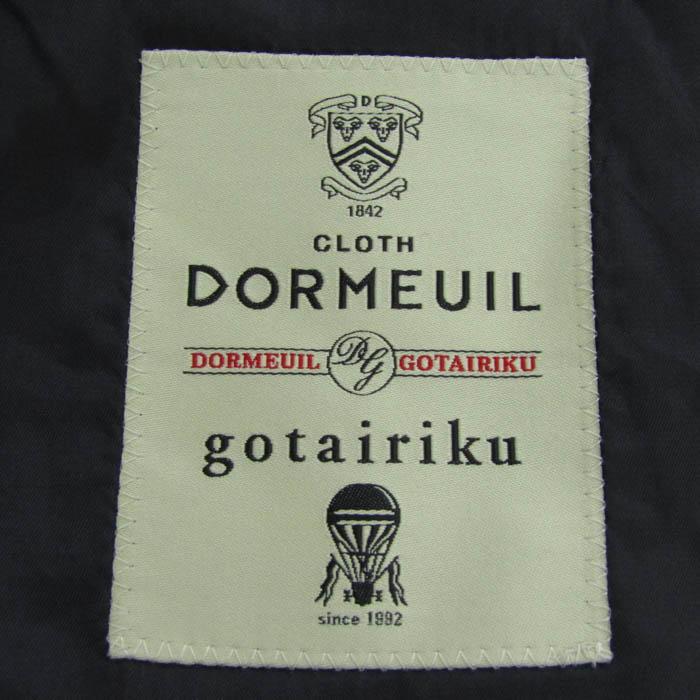 D
1842
CLOTH
DORMEUIL
DORMEUIL DG GOTAIRIKU
gotairiku
since 1992